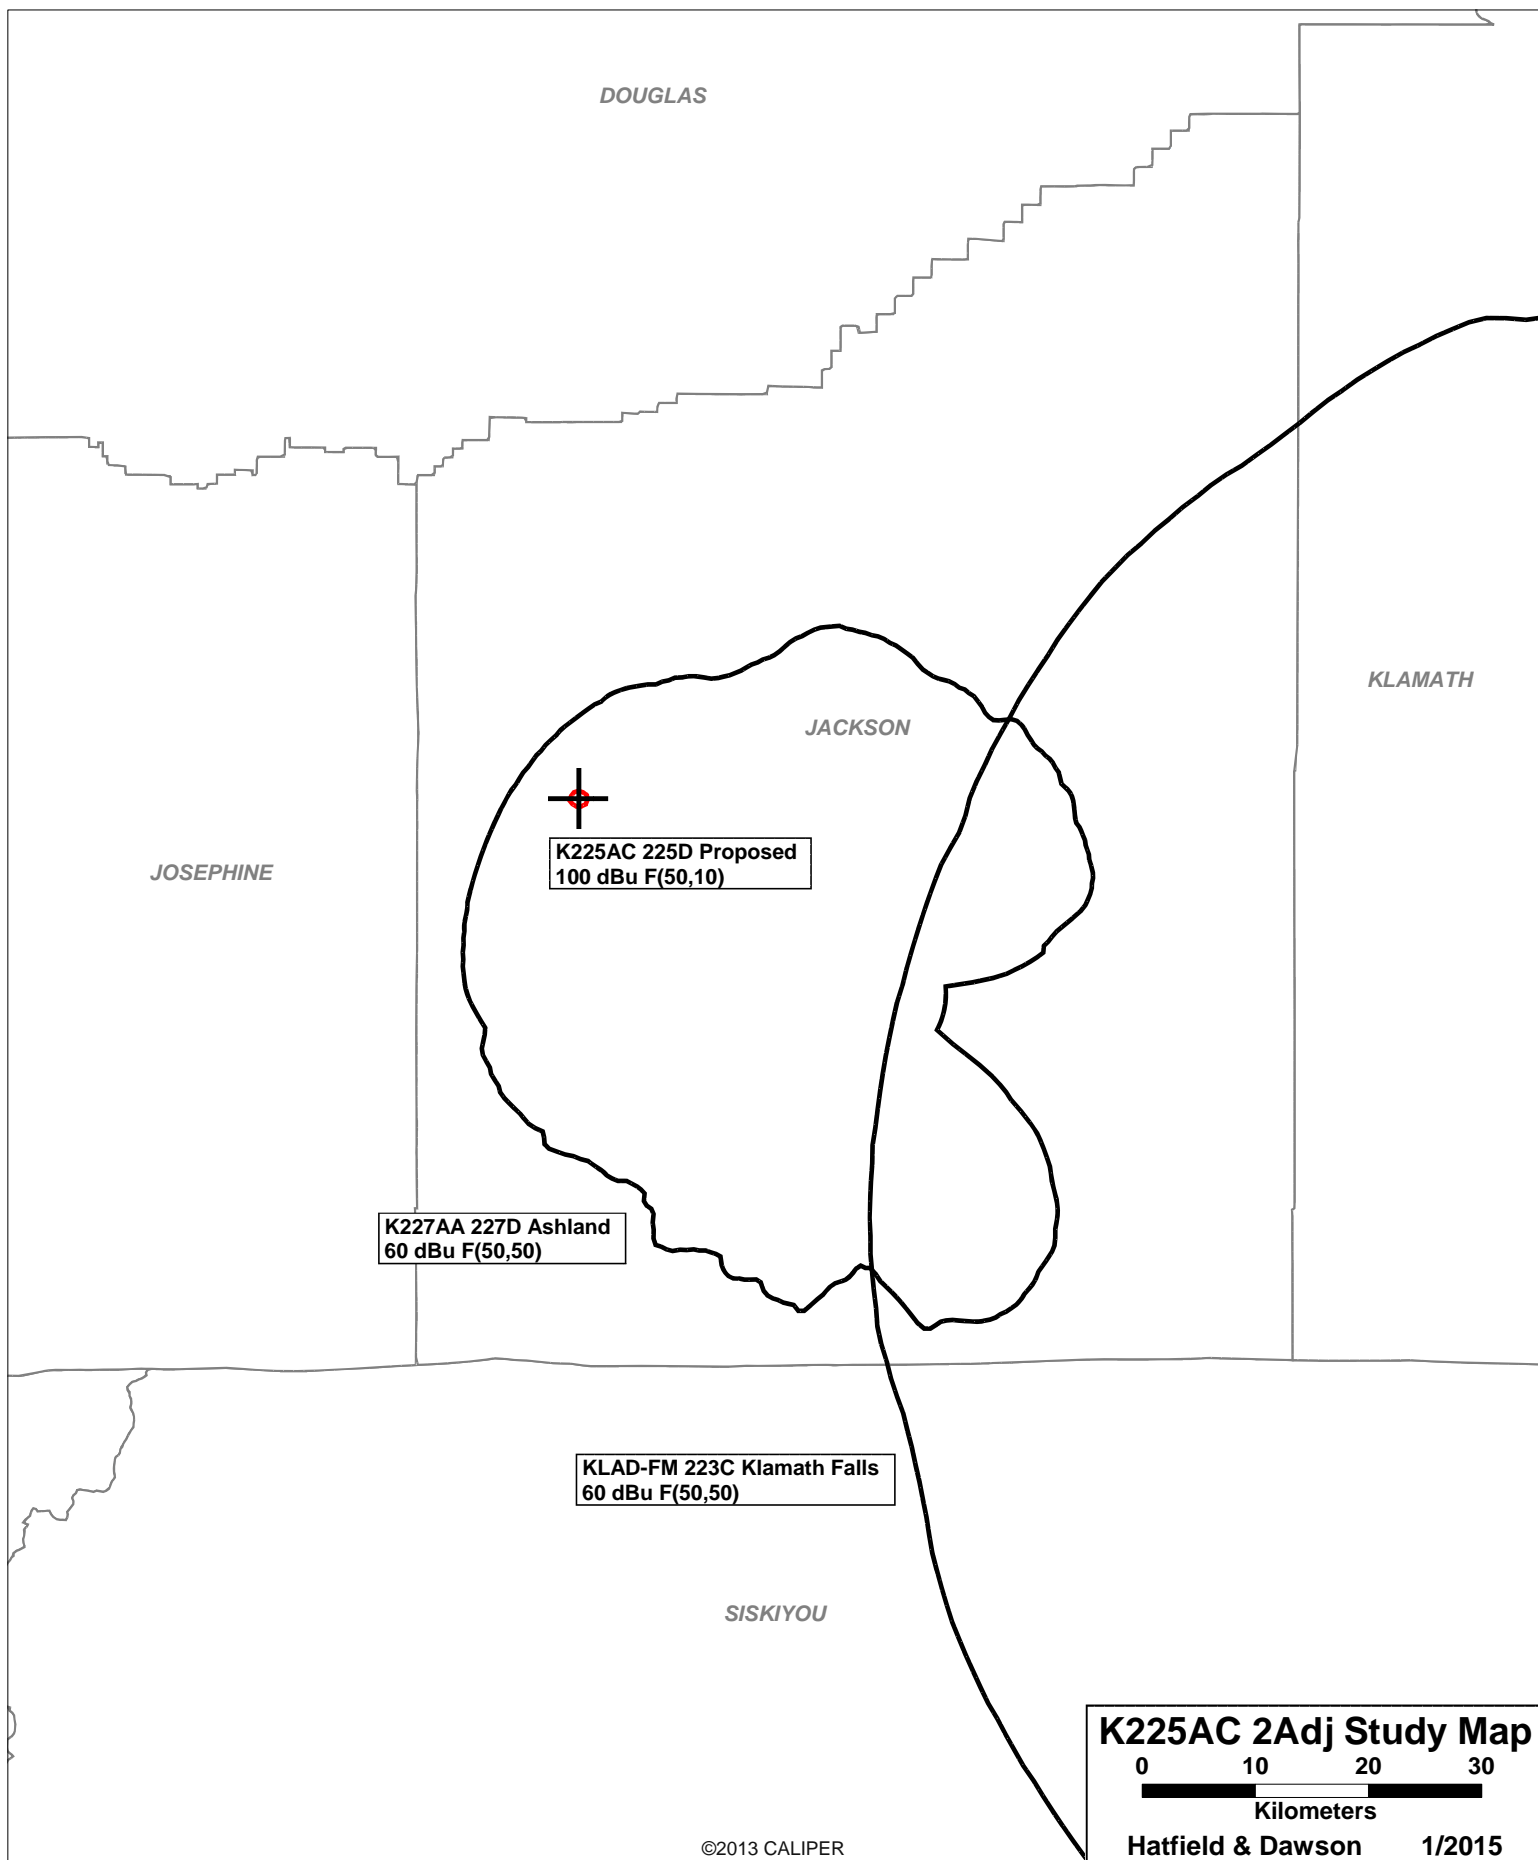 DOUGLAS
KLAMATH
JACKSON
K225AC 225D Proposed
100 dBu F(50,10)
JOSEPHINE
K227AA 227D Ashland
60 dBu F(50,50)
KLAD-FM 223C Klamath Falls
60 dBu F(50,50)
SISKIYOU
K225AC 2Adj Study Map
0 10 20 30
Kilometers
Hatfield & Dawson 1/2015
©2013 CALIPER